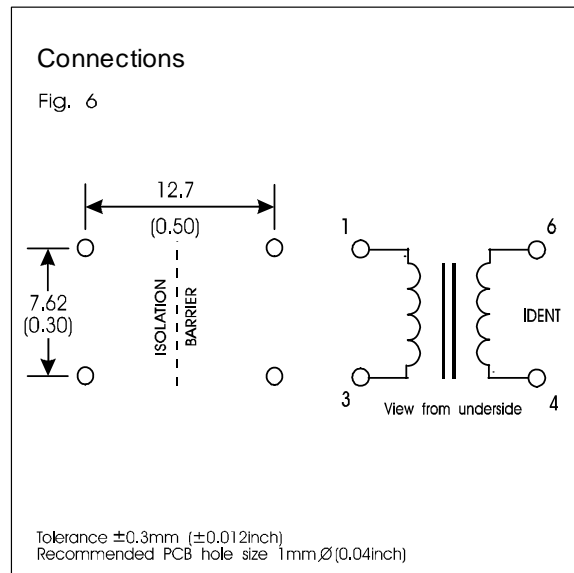 Connections
Fig. 6
12.7
(0.50)
7.62
(0.30)
ISOLATION
BARRIER
1
6
IDENT
3
4
View from underside
Tolerance ±0.3mm (±0.012inch)
Recommended PCB hole size 1mmØ(0.04inch)